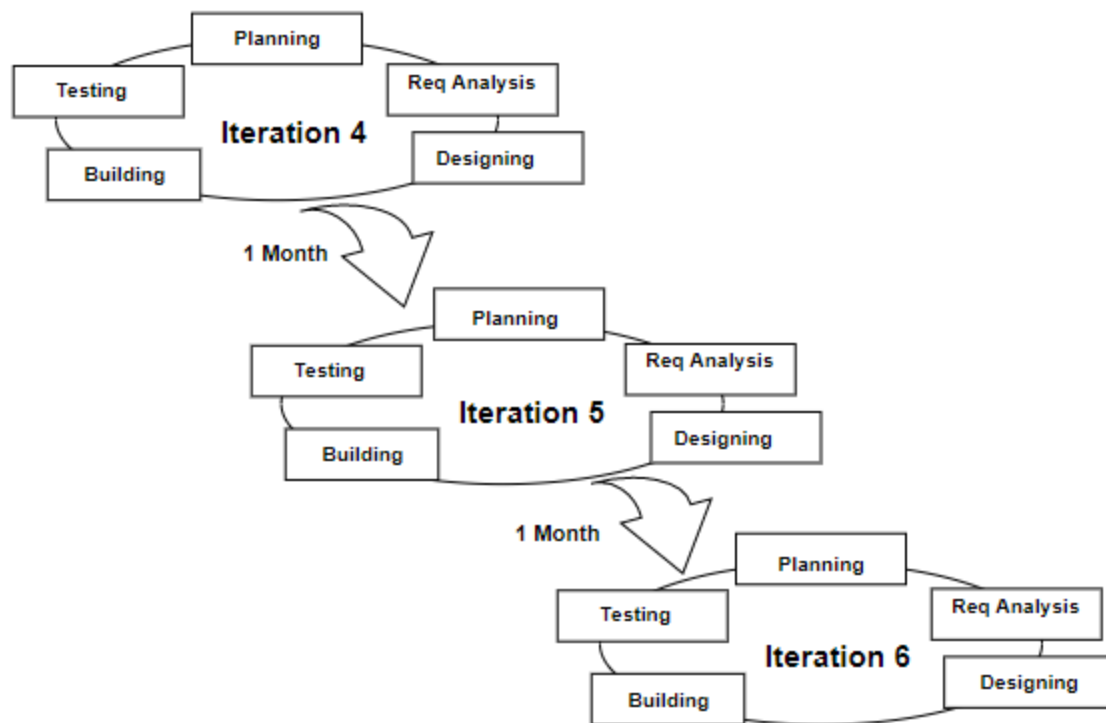 Planning
Testing
Req Analysis
Iteration 4
Designing
Building
1 Month
Planning
Testing
Req Analysis
Iteration 5
Designing
Building
1 Month
Planning
Testing
Req Analysis
Iteration 6
Designing
Building